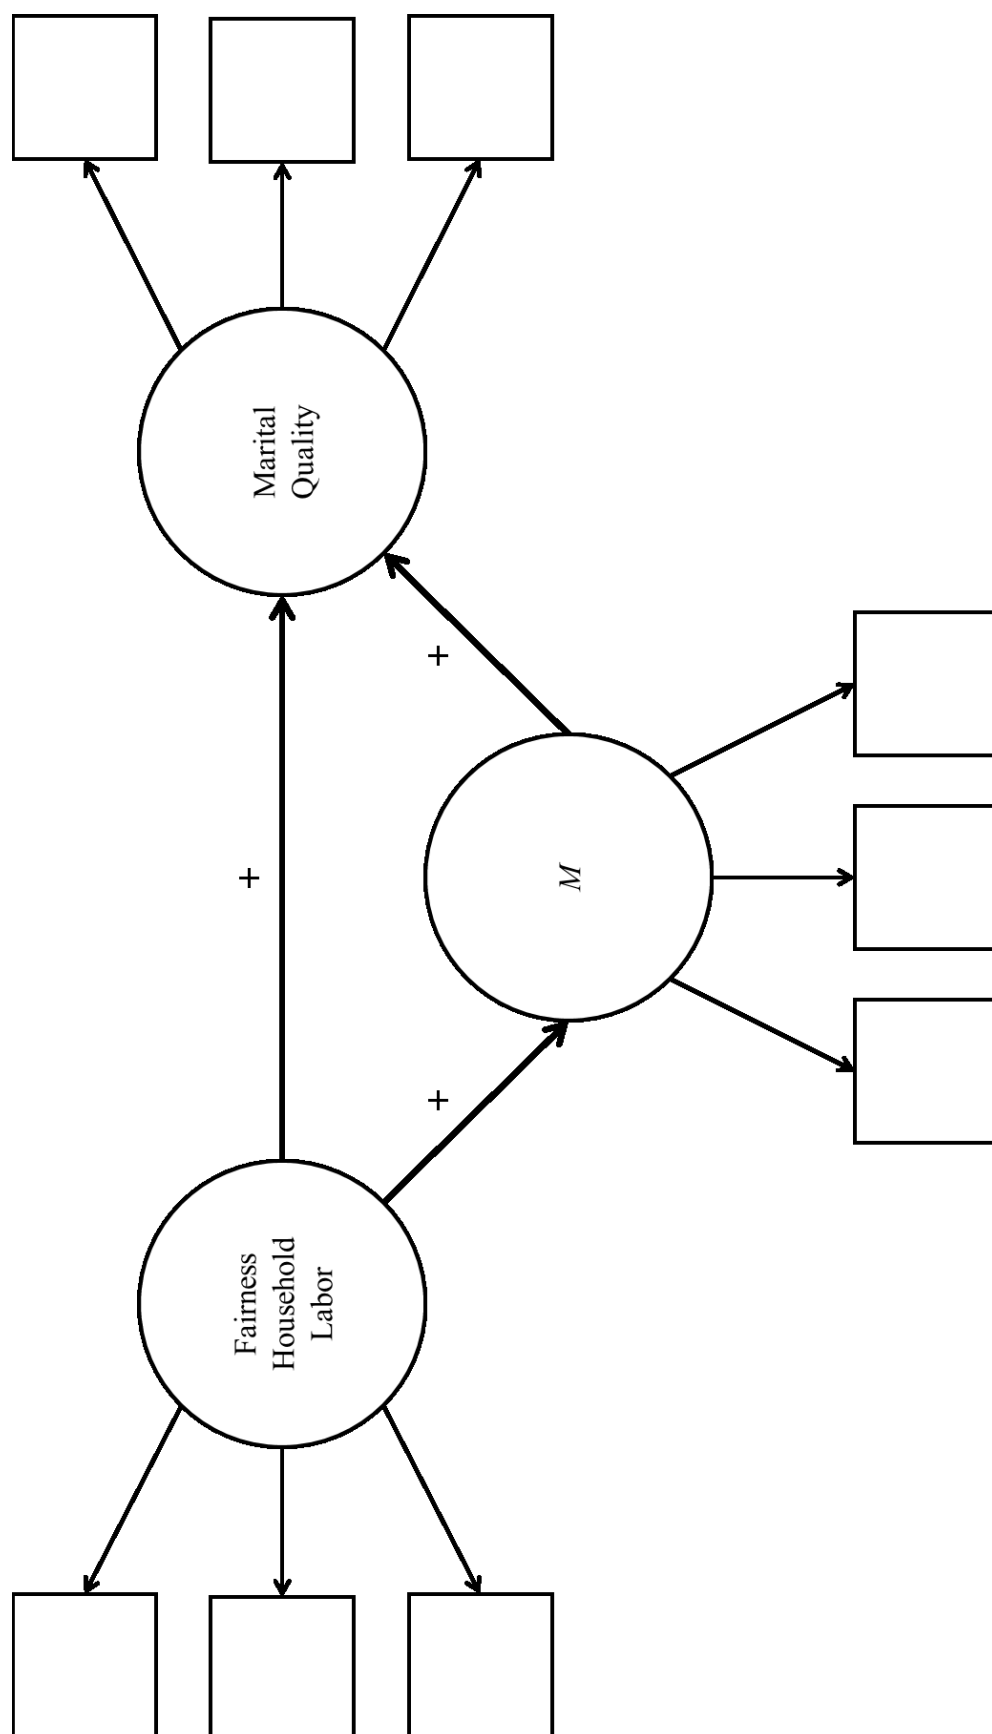 Fairness
Household
Labor
+
+
M
+
Marital
Quality